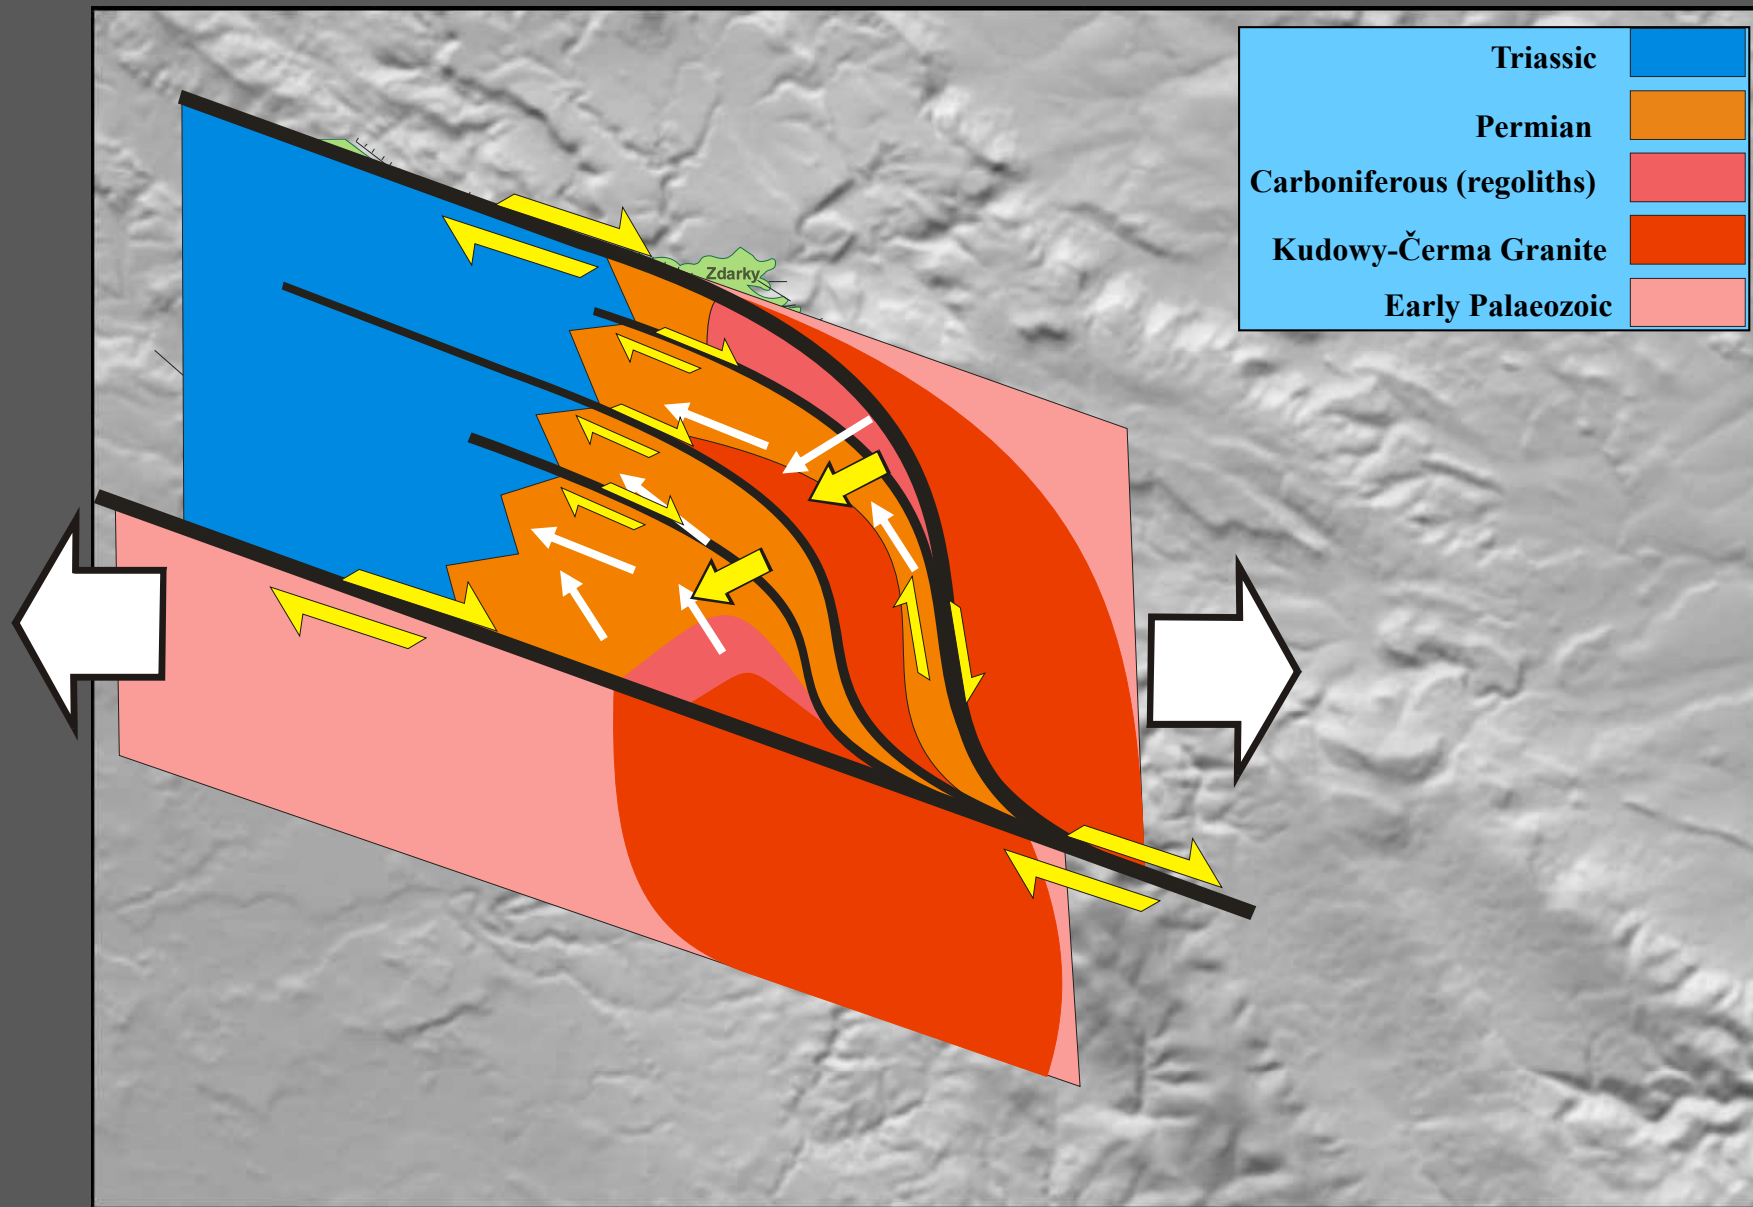 Triassic
Permian
Carboniferous (regoliths)
Kudowy-Čerma Granite
Early Palaeozoic
Zdarky